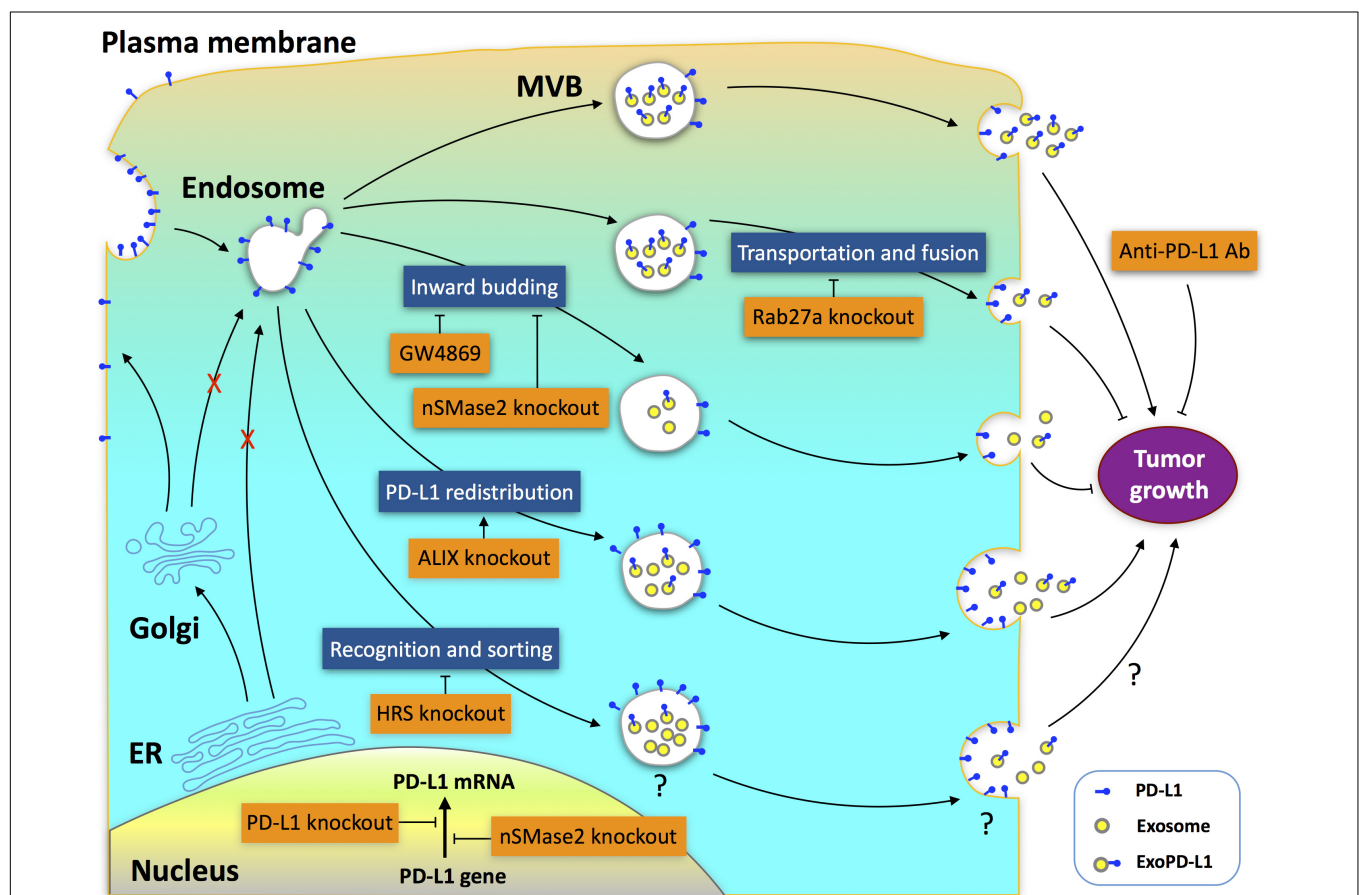 Plasma membrane
MVB
Endosome
Anti-PD-L1 Ab
Transportation and fusion
Inward budding
Rab27a knockout
GW4869
nSMase2 knockout
X
X
Tumor
growth
PD-L1 redistribution
ALIX knockout
Golgi
Recognition and sorting
HRS knockout
?
ER
?
?
PD-L1 mRNA
PD-L1 knockout
nSMase2 knockout
PD-L1 gene
Nucleus
PD-L1
Exosome
ExoPD-L1